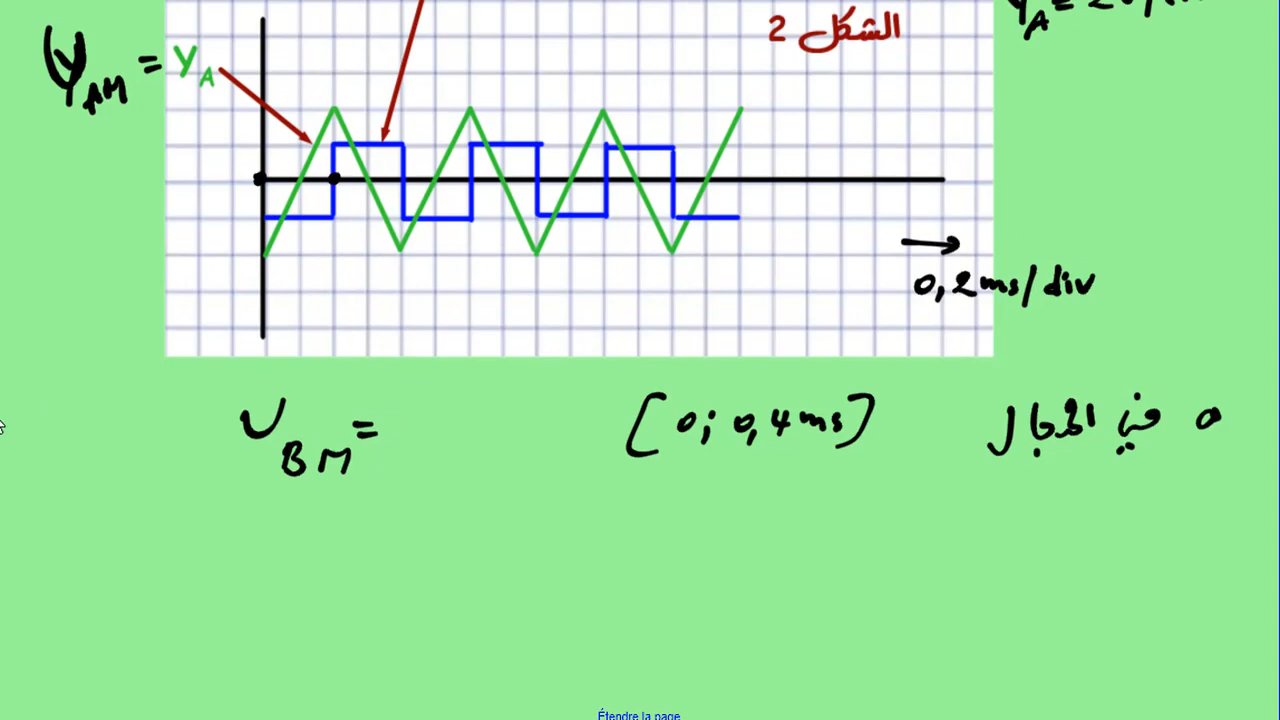 الشكل 2
U_AM = Y_A
0,2ms/div
U_BM = [0; 0,4ms] في المجال
Étendre la page